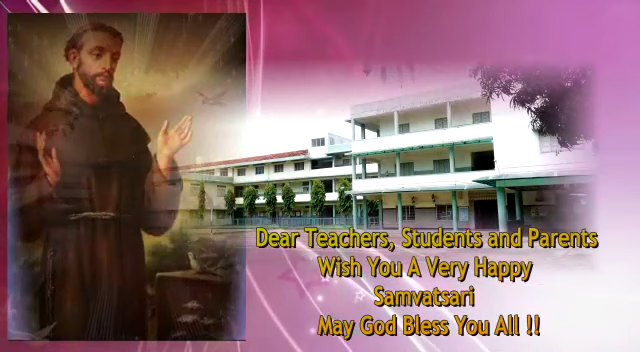 Dear Teachers, Students and Parents
Wish You A Very Happy
Samvatsari
May God Bless You All !!